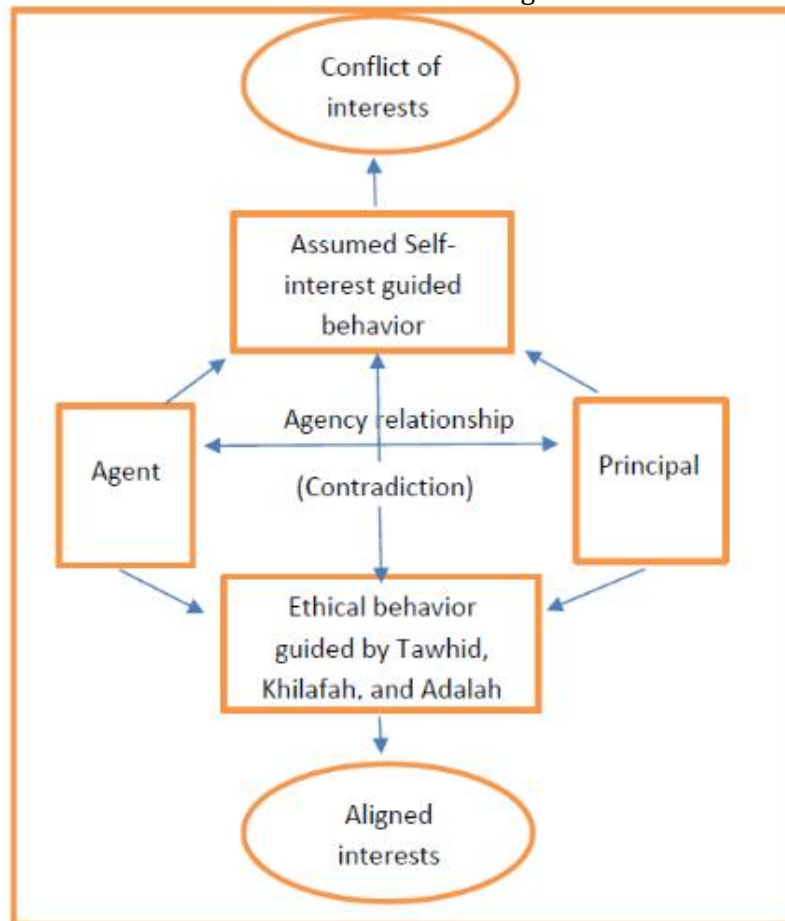 Conflict of
interests
Assumed Self-
interest guided
behavior
Agency relationship
Agent
Principal
(Contradiction)
Ethical behavior
guided by Tawhid,
Khilafah, and Adalah
Aligned
interests